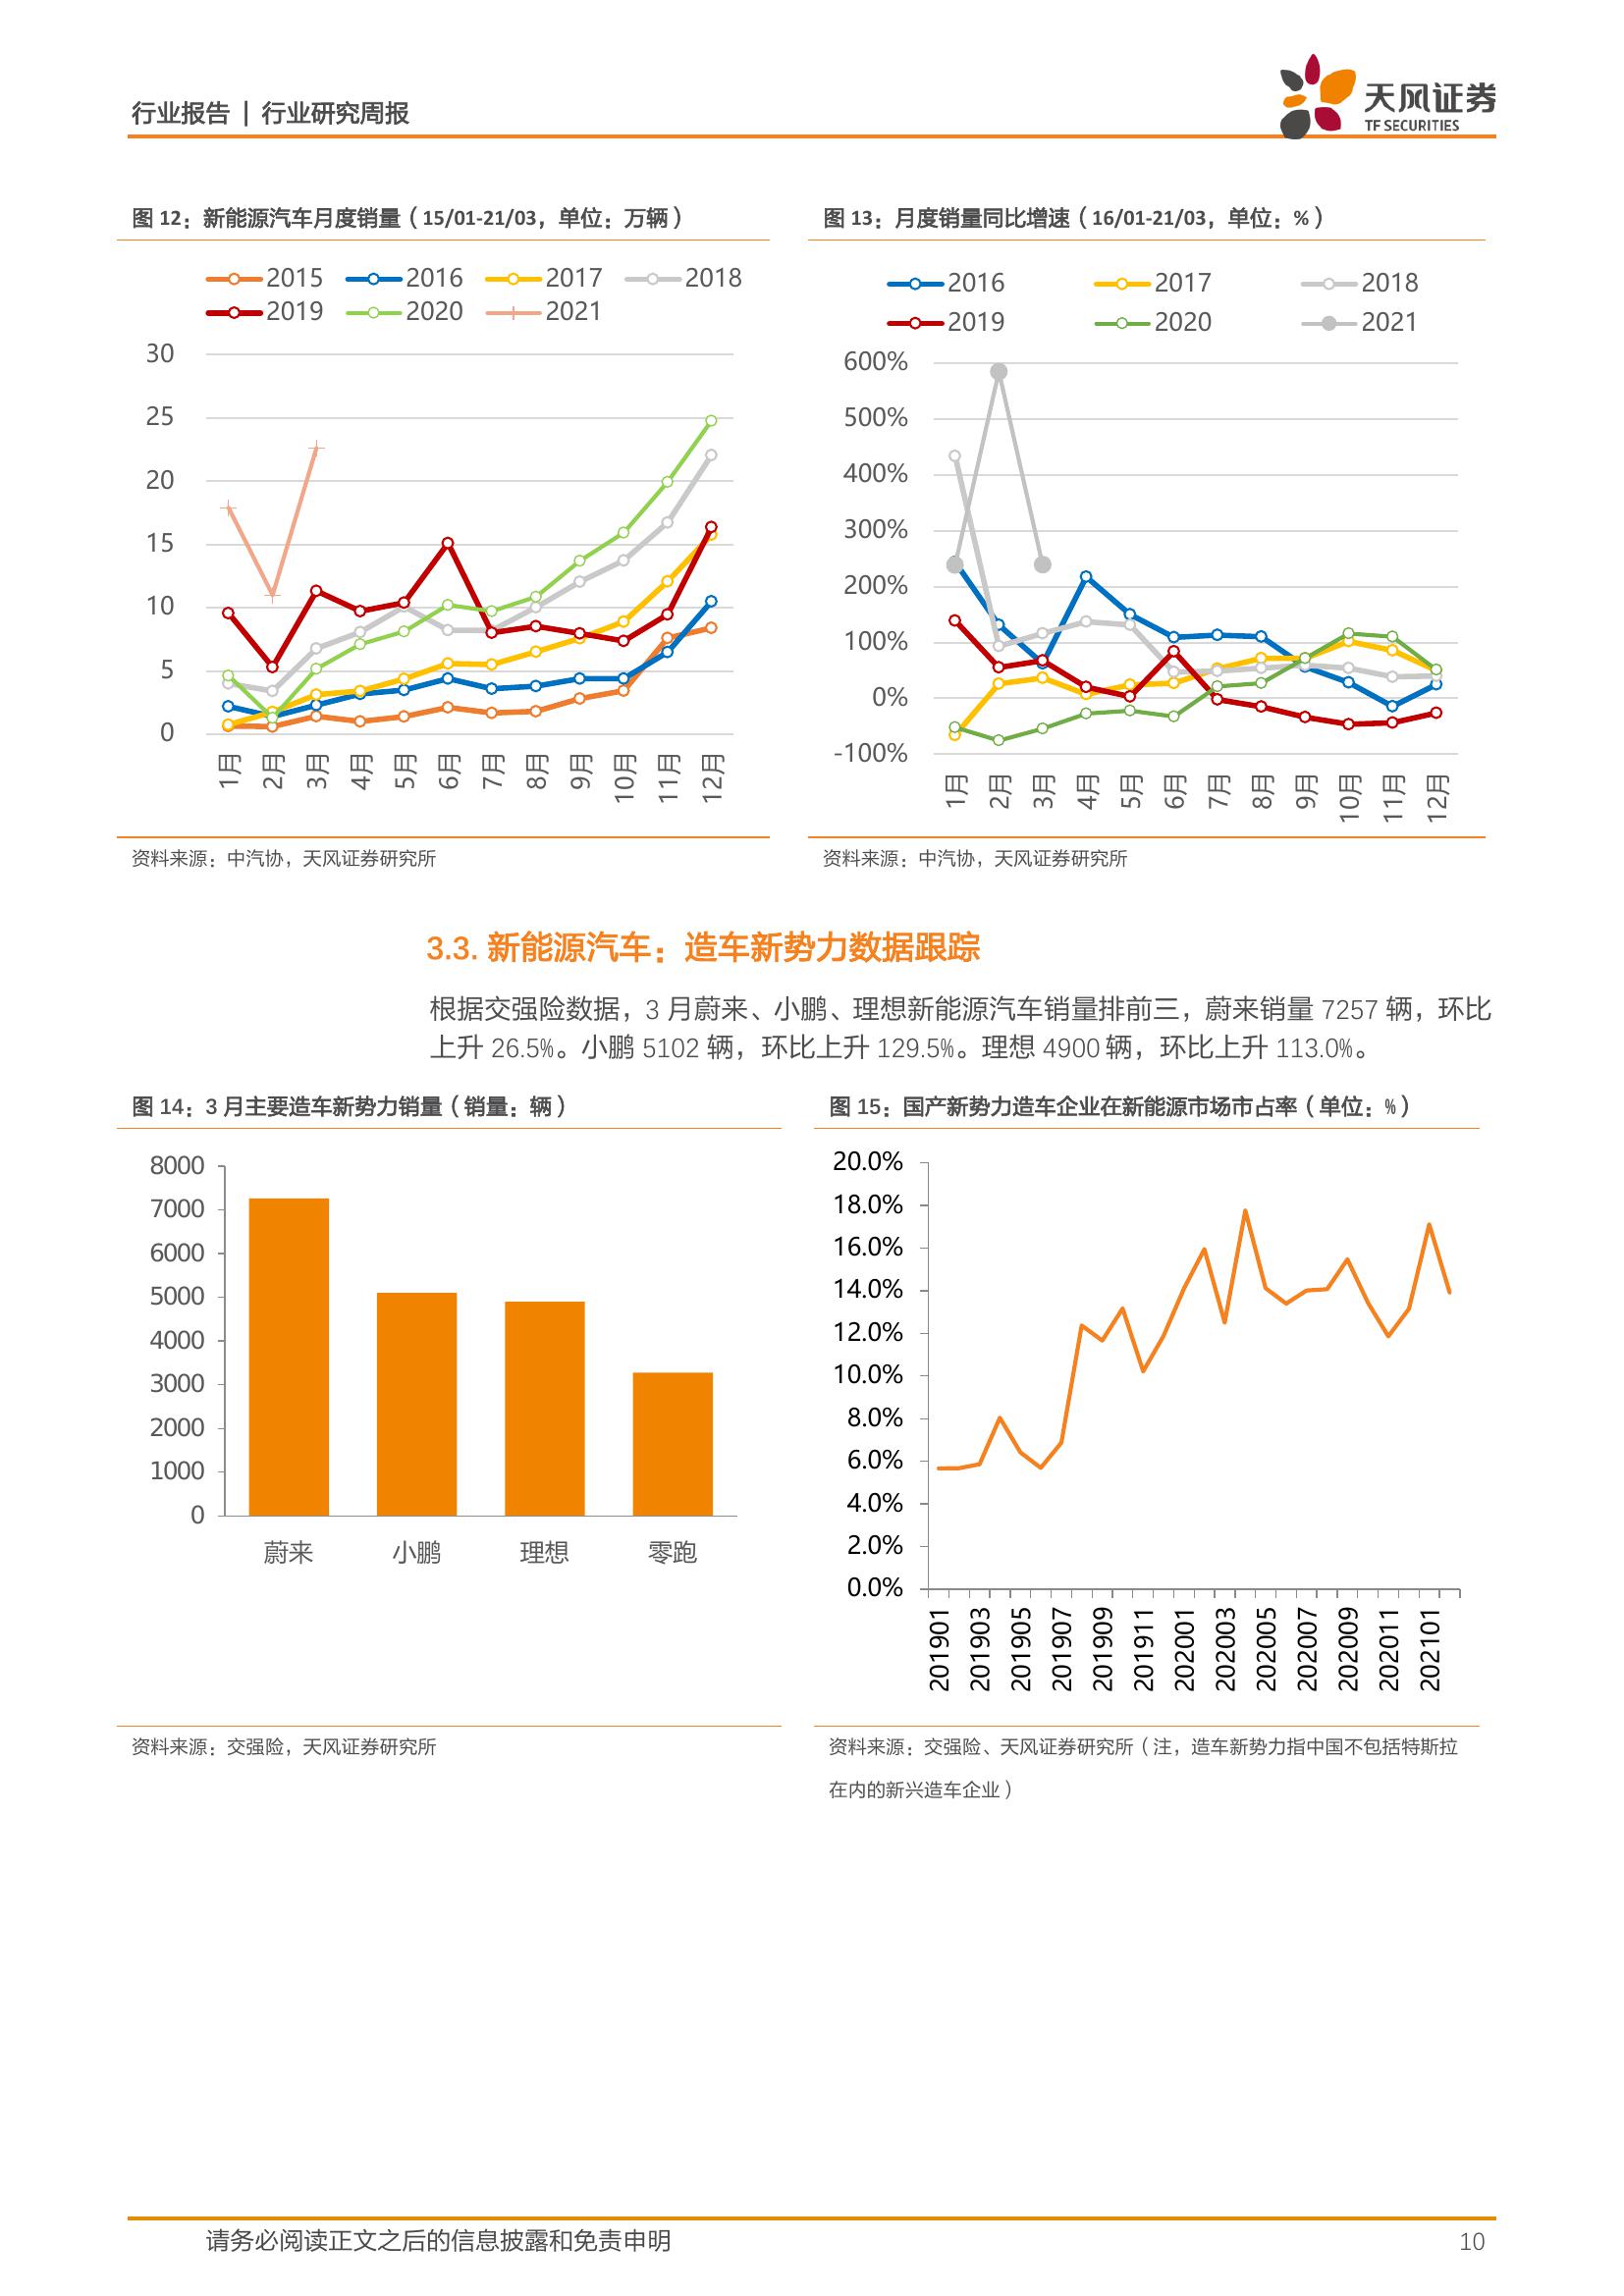 行业报告 | 行业研究周报
天风证券
TF SECURITIES
图 12：新能源汽车月度销量（15/01-21/03，单位：万辆）
2015 2016 2017 2018
2019 2020 2021
30
25
20
15
10
5
0
1月 2月 3月 4月 5月 6月 7月 8月 9月 10月 11月 12月
资料来源：中汽协，天风证券研究所
图 13：月度销量同比增速（16/01-21/03，单位：%）
2016 2017 2018
2019 2020 2021
600%
500%
400%
300%
200%
100%
0%
-100%
1月 2月 3月 4月 5月 6月 7月 8月 9月 10月 11月 12月
资料来源：中汽协，天风证券研究所
3.3. 新能源汽车：造车新势力数据跟踪
根据交强险数据，3 月蔚来、小鹏、理想新能源汽车销量排前三，蔚来销量 7257 辆，环比
上升 26.5%。小鹏 5102 辆，环比上升 129.5%。理想 4900 辆，环比上升 113.0%。
图 14：3 月主要造车新势力销量（销量：辆）
8000
7000
6000
5000
4000
3000
2000
1000
0
蔚来 小鹏 理想 零跑
资料来源：交强险，天风证券研究所
图 15：国产新势力造车企业在新能源市场市占率（单位：%）
20.0%
18.0%
16.0%
14.0%
12.0%
10.0%
8.0%
6.0%
4.0%
2.0%
0.0%
201901 201903 201905 201907 201909 201911 202001 202003 202005 202007 202009 202011 202101
资料来源：交强险、天风证券研究所（注，造车新势力指中国不包括特斯拉
在内的新兴造车企业）
请务必阅读正文之后的信息披露和免责申明
10